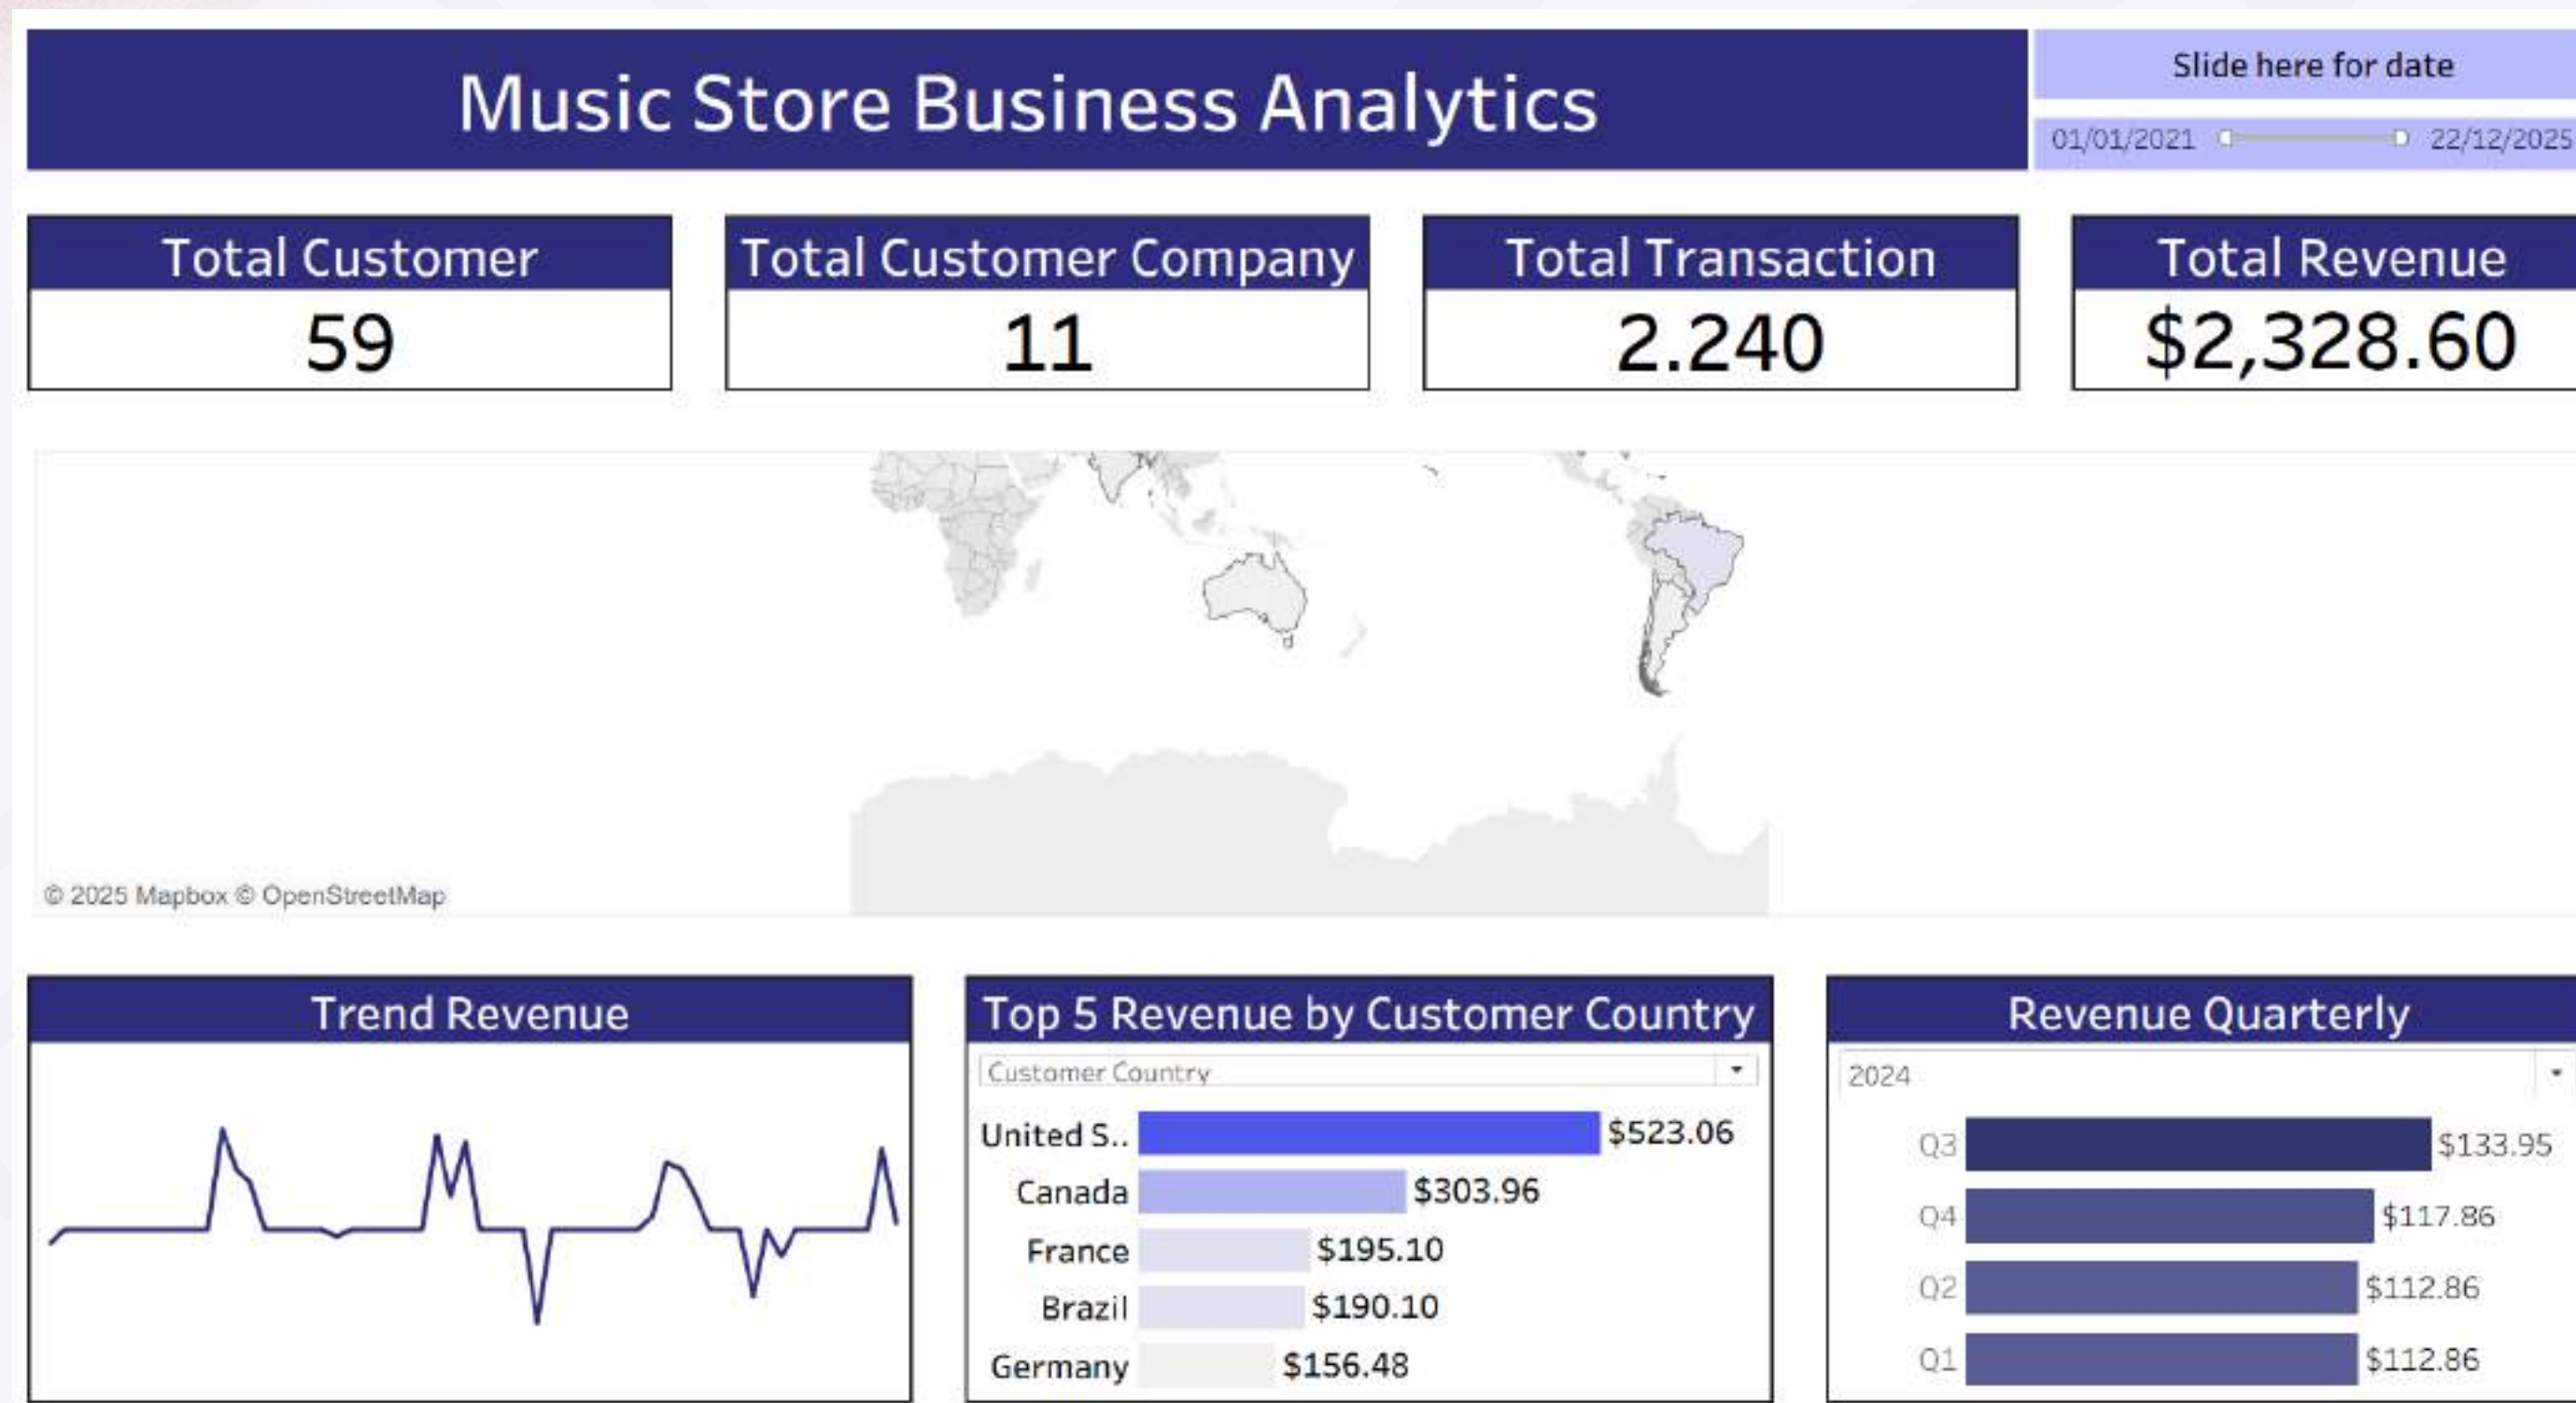 Music Store Business Analytics
Slide here for date
01/01/2021 22/12/2025
Total Customer
59
Total Customer Company
11
Total Transaction
2.240
Total Revenue
$2,328.60
© 2025 Mapbox © OpenStreetMap
Trend Revenue
Top 5 Revenue by Customer Country
Customer Country
United S.. $523.06
Canada $303.96
France $195.10
Brazil $190.10
Germany $156.48
Revenue Quarterly
2024
Q3 $133.95
Q4 $117.86
Q2 $112.86
Q1 $112.86